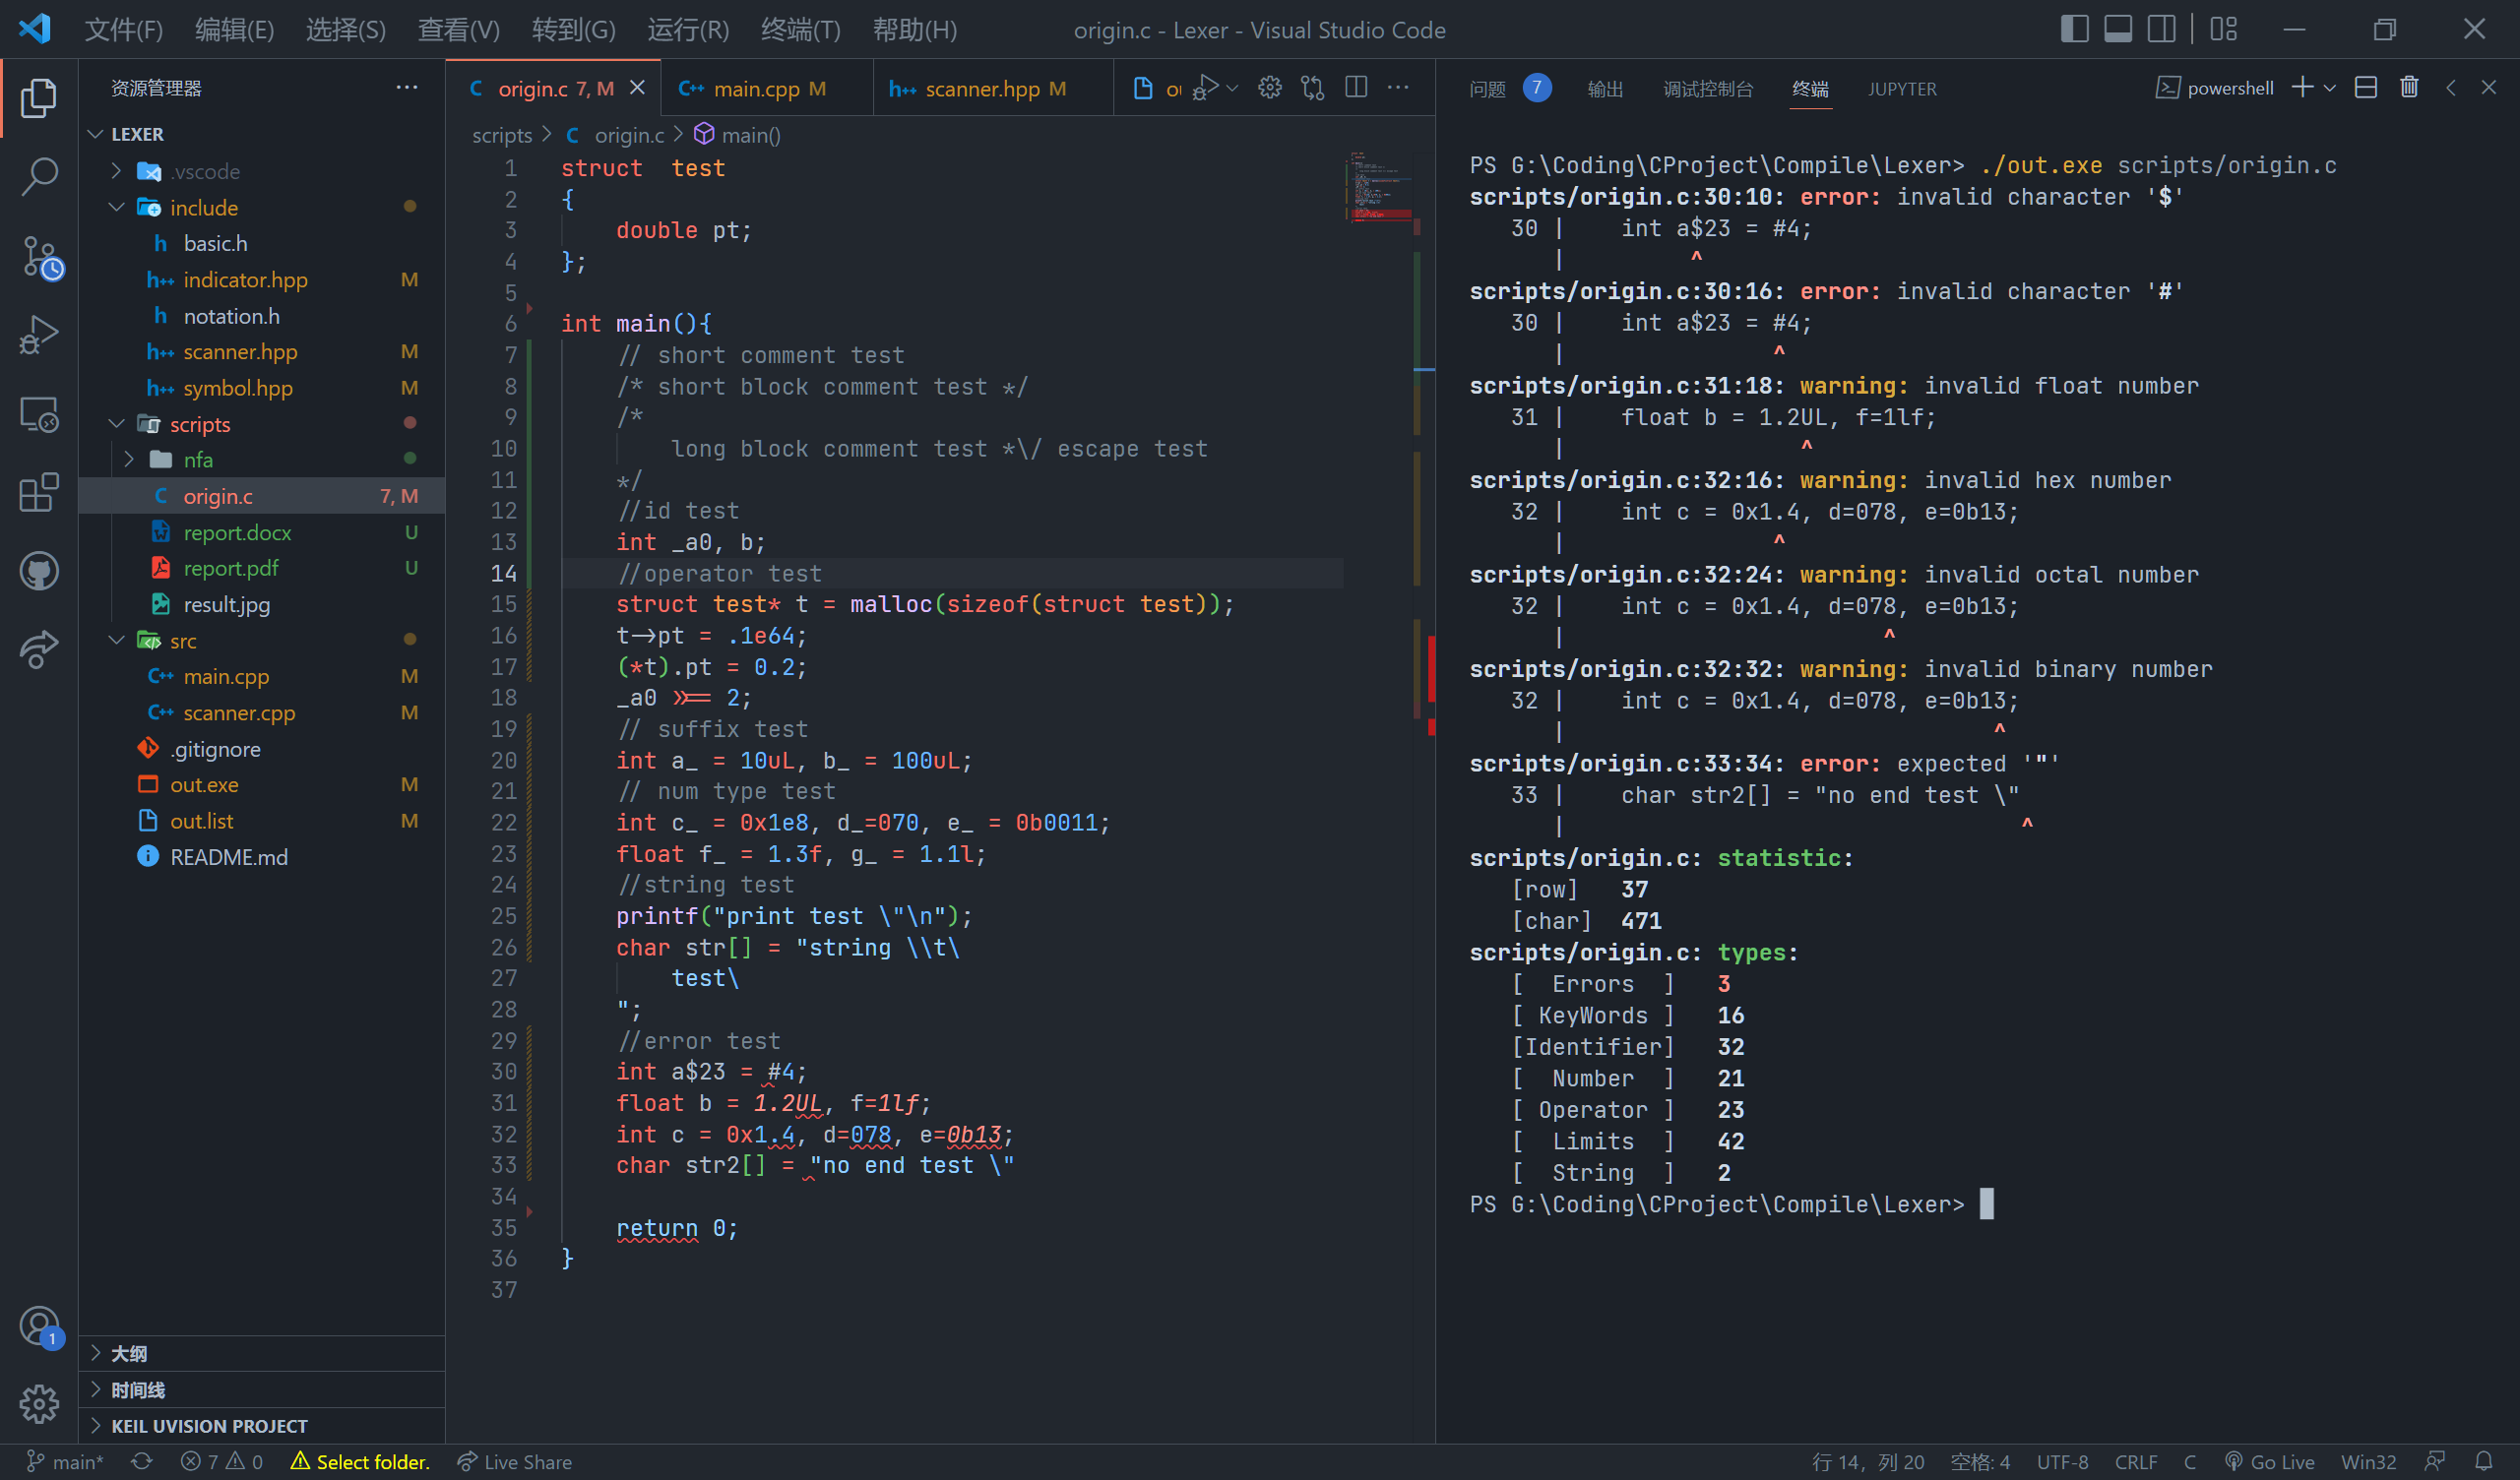 文件(F) 编辑(E) 选择(S) 查看(V) 转到(G) 运行(R) 终端(T) 帮助(H) origin.c - Lexer - Visual Studio Code
资源管理器
LEXER
.vscode
include
h basic.h
h++ indicator.hpp M
h notation.h
h++ scanner.hpp M
h++ symbol.hpp M
scripts
nfa
C origin.c 7, M
report.docx U
report.pdf U
result.jpg
src
C++ main.cpp M
C++ scanner.cpp M
.gitignore
out.exe M
out.list M
README.md
大纲
时间线
KEIL UVISION PROJECT
C origin.c 7, M C++ main.cpp M h++ scanner.hpp M
scripts > C origin.c > main()
1 struct  test
2 {
3     double pt;
4 };
5
6 int main(){
7     // short comment test
8     /* short block comment test */
9     /*
10         long block comment test *\/ escape test
11     */
12     //id test
13     int _a0, b;
14     //operator test
15     struct test* t = malloc(sizeof(struct test));
16     t->pt = .1e64;
17     (*t).pt = 0.2;
18     _a0 >>= 2;
19     // suffix test
20     int a_ = 10uL, b_ = 100uL;
21     // num type test
22     int c_ = 0x1e8, d_=070, e_ = 0b0011;
23     float f_ = 1.3f, g_ = 1.1l;
24     //string test
25     printf("print test \"\n");
26     char str[] = "string \\t\
27         test\
28     ";
29     //error test
30     int a$23 = #4;
31     float b = 1.2UL, f=1lf;
32     int c = 0x1.4, d=078, e=0b13;
33     char str2[] = "no end test \"
34
35     return 0;
36 }
37
问题 7 输出 调试控制台 终端 JUPYTER powershell
PS G:\Coding\CProject\Compile\Lexer> ./out.exe scripts/origin.c
scripts/origin.c:30:10: error: invalid character '$'
   30 |    int a$23 = #4;
      |         ^
scripts/origin.c:30:16: error: invalid character '#'
   30 |    int a$23 = #4;
      |               ^
scripts/origin.c:31:18: warning: invalid float number
   31 |    float b = 1.2UL, f=1lf;
      |                 ^
scripts/origin.c:32:16: warning: invalid hex number
   32 |    int c = 0x1.4, d=078, e=0b13;
      |               ^
scripts/origin.c:32:24: warning: invalid octal number
   32 |    int c = 0x1.4, d=078, e=0b13;
      |                       ^
scripts/origin.c:32:32: warning: invalid binary number
   32 |    int c = 0x1.4, d=078, e=0b13;
      |                               ^
scripts/origin.c:33:34: error: expected '"'
   33 |    char str2[] = "no end test \"
      |                                 ^
scripts/origin.c: statistic:
   [row]   37
   [char]  471
scripts/origin.c: types:
   [  Errors  ]   3
   [ KeyWords ]   16
   [Identifier]   32
   [  Number  ]   21
   [ Operator ]   23
   [  Limits  ]   42
   [  String  ]   2
PS G:\Coding\CProject\Compile\Lexer>
1
main* 7 0 Select folder. Live Share 行 14，列 20 空格: 4 UTF-8 CRLF C Go Live Win32